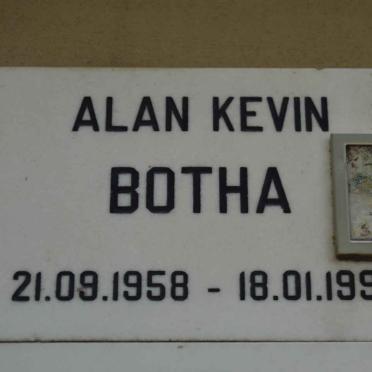 ALAN KEVIN
BOTHA
21.09.1958 - 18.01.199